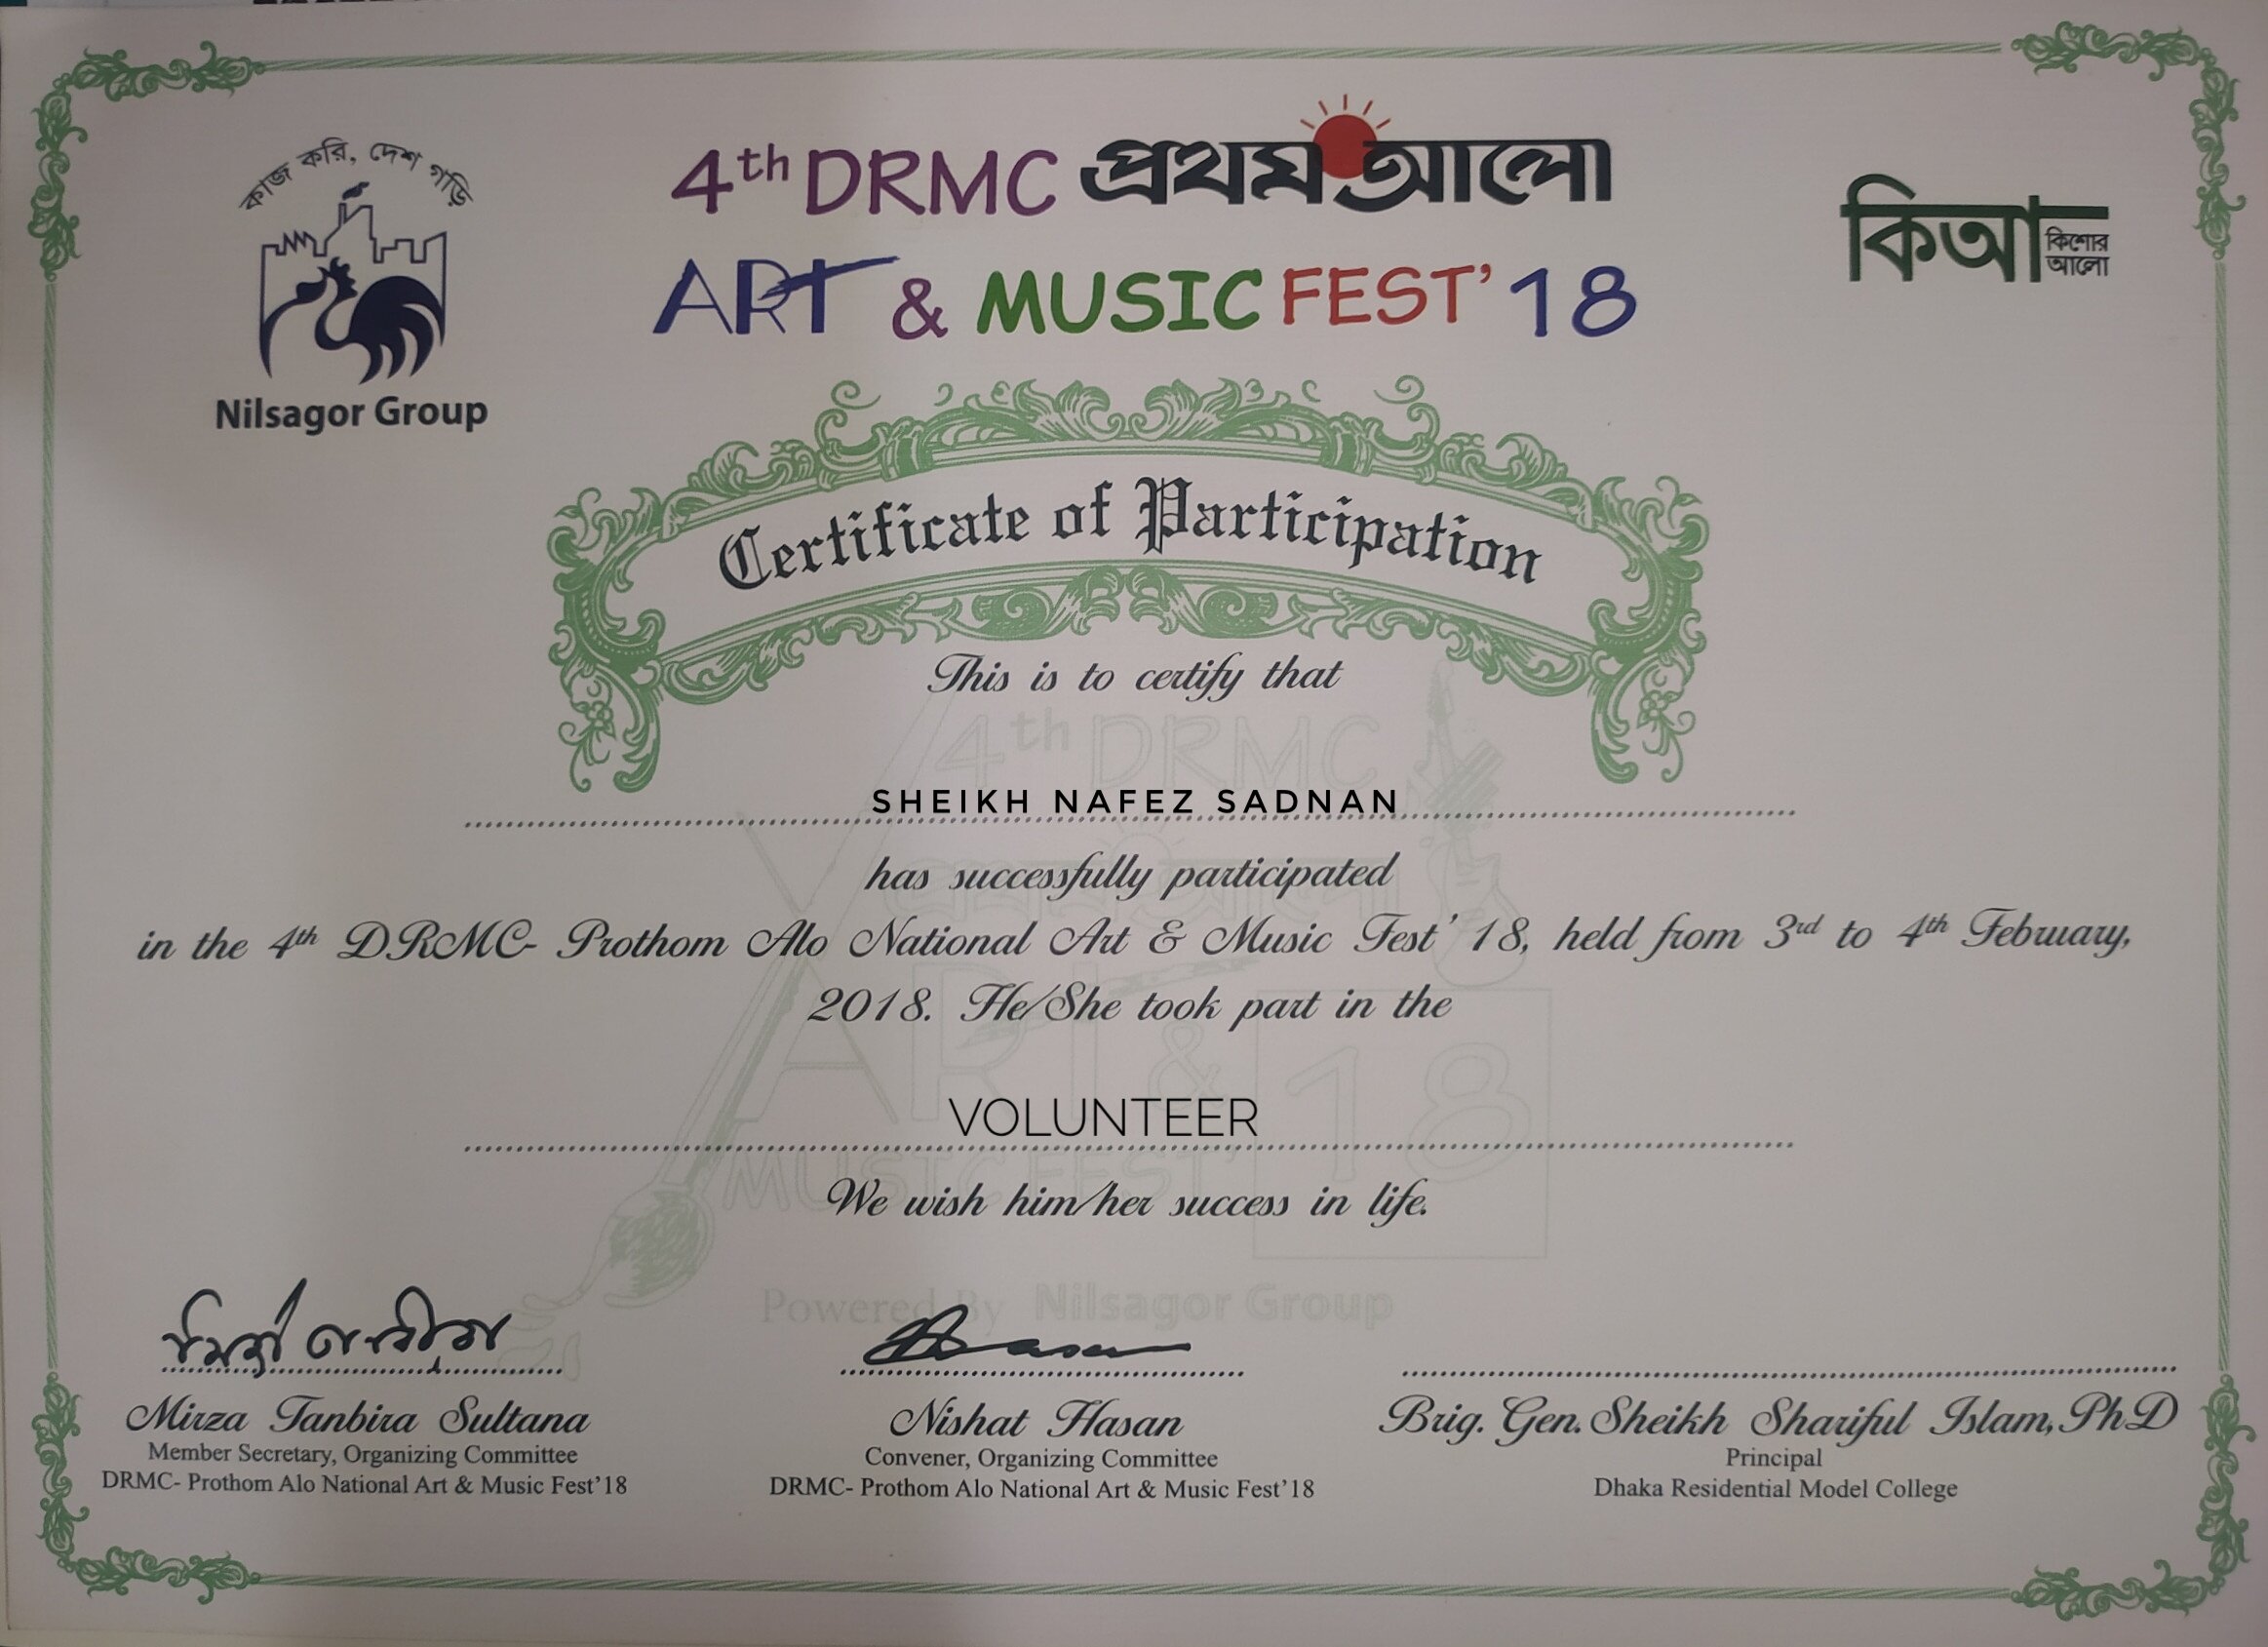 কাজ করি, দেশ গড়ি
Nilsagor Group
4th DRMC প্রথম আলো
ART & MUSIC FEST' 18
কিআ
কিশোর
আলো
Certificate of Participation
This is to certify that
SHEIKH NAFEZ SADNAN
has successfully participated
in the 4th DRMC- Prothom Alo National Art & Music Fest' 18, held from 3rd to 4th February,
2018. He/She took part in the
VOLUNTEER
We wish him/her success in life.
4th DRMC
প্রথম আলো
ART &
MUSIC FEST' 18
Powered By Nilsagor Group
মির্জা তানবীরা
Mirza Tanbira Sultana
Member Secretary, Organizing Committee
DRMC- Prothom Alo National Art & Music Fest'18
Nishat Hasan
Convener, Organizing Committee
DRMC- Prothom Alo National Art & Music Fest'18
Brig. Gen. Sheikh Shariful Islam, PhD
Principal
Dhaka Residential Model College